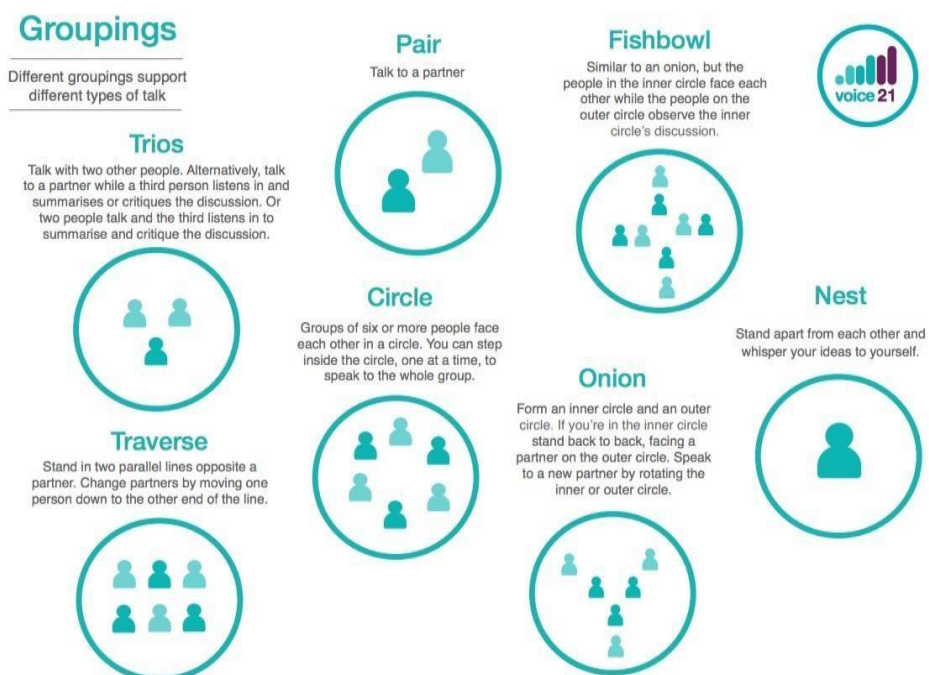 Groupings
Different groupings support
different types of talk
Pair
Talk to a partner
Fishbowl
Similar to an onion, but the
people in the inner circle face each
other while the people on the
outer circle observe the inner
circle's discussion.
voice 21
Trios
Talk with two other people. Alternatively, talk
to a partner while a third person listens in and
summarises or critiques the discussion. Or
two people talk and the third listens in to
summarise and critique the discussion.
Circle
Groups of six or more people face
each other in a circle. You can step
inside the circle, one at a time, to
speak to the whole group.
Nest
Stand apart from each other and
whisper your ideas to yourself.
Onion
Form an inner circle and an outer
circle. If you're in the inner circle
stand back to back, facing a
partner on the outer circle. Speak
to a new partner by rotating the
inner or outer circle.
Traverse
Stand in two parallel lines opposite a
partner. Change partners by moving one
person down to the other end of the line.